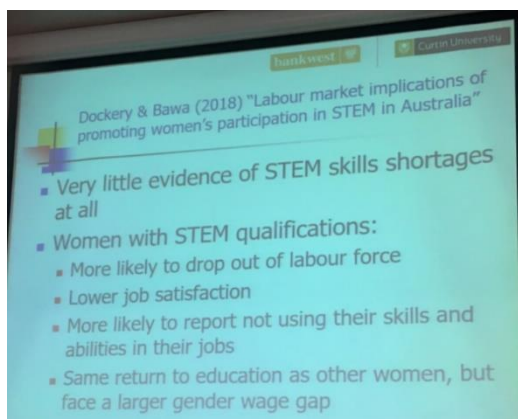 bankwest
Curtin University
Dockery & Bawa (2018) "Labour market implications of
promoting women's participation in STEM in Australia"
Very little evidence of STEM skills shortages
at all
Women with STEM qualifications:
More likely to drop out of labour force
Lower job satisfaction
More likely to report not using their skills and
abilities in their jobs
Same return to education as other women, but
face a larger gender wage gap